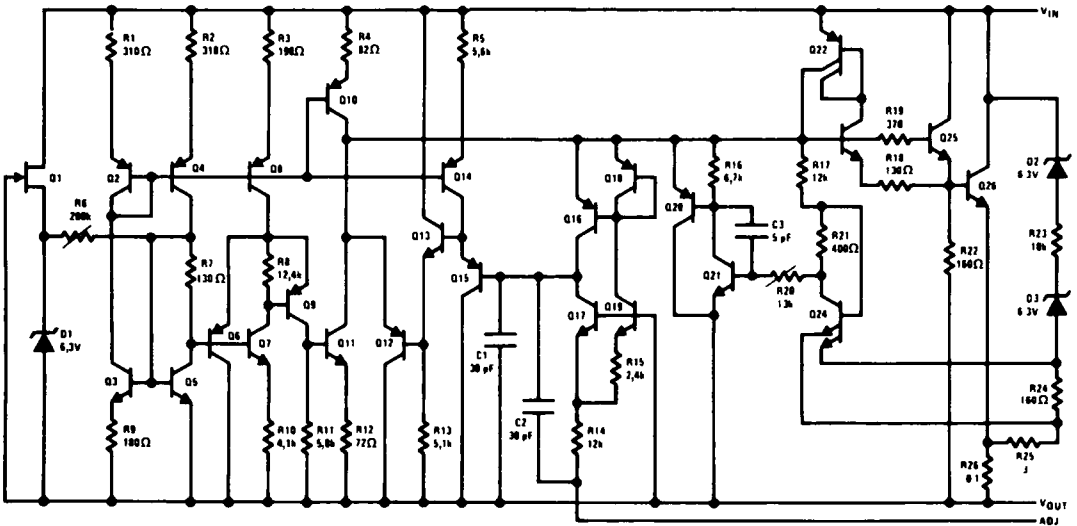 R1
310Ω
R2
310Ω
R3
190Ω
R4
82Ω
R5
5,6k
VIN
Q22
Q10
R19
370
Q25
R18
130Ω
Q1
Q2
Q4
Q8
Q14
Q18
R16
6,7k
R17
12k
Q26
D2
6.3V
R6
200k
Q16
Q20
C3
5 pF
R21
400Ω
R7
130Ω
Q13
R8
12,4k
Q15
Q21
R20
13k
R22
160Ω
R23
18k
Q9
Q17
Q19
Q24
D3
6.3V
D1
6,3V
Q6
Q7
Q11
Q12
C1
30 pF
R15
2,4k
Q3
Q5
R24
160Ω
C2
30 pF
R9
180Ω
R10
4,1k
R11
5,8k
R12
72Ω
R13
5,1k
R14
12k
R25
R26
0 1
VOUT
ADJ